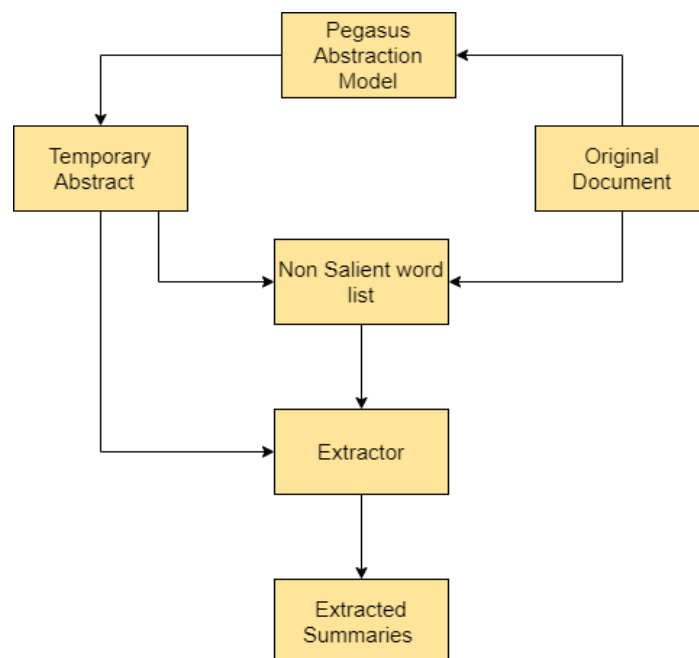 Pegasus
Abstraction
Model
Temporary
Abstract
Original
Document
Non Salient word
list
Extractor
Extracted
Summaries